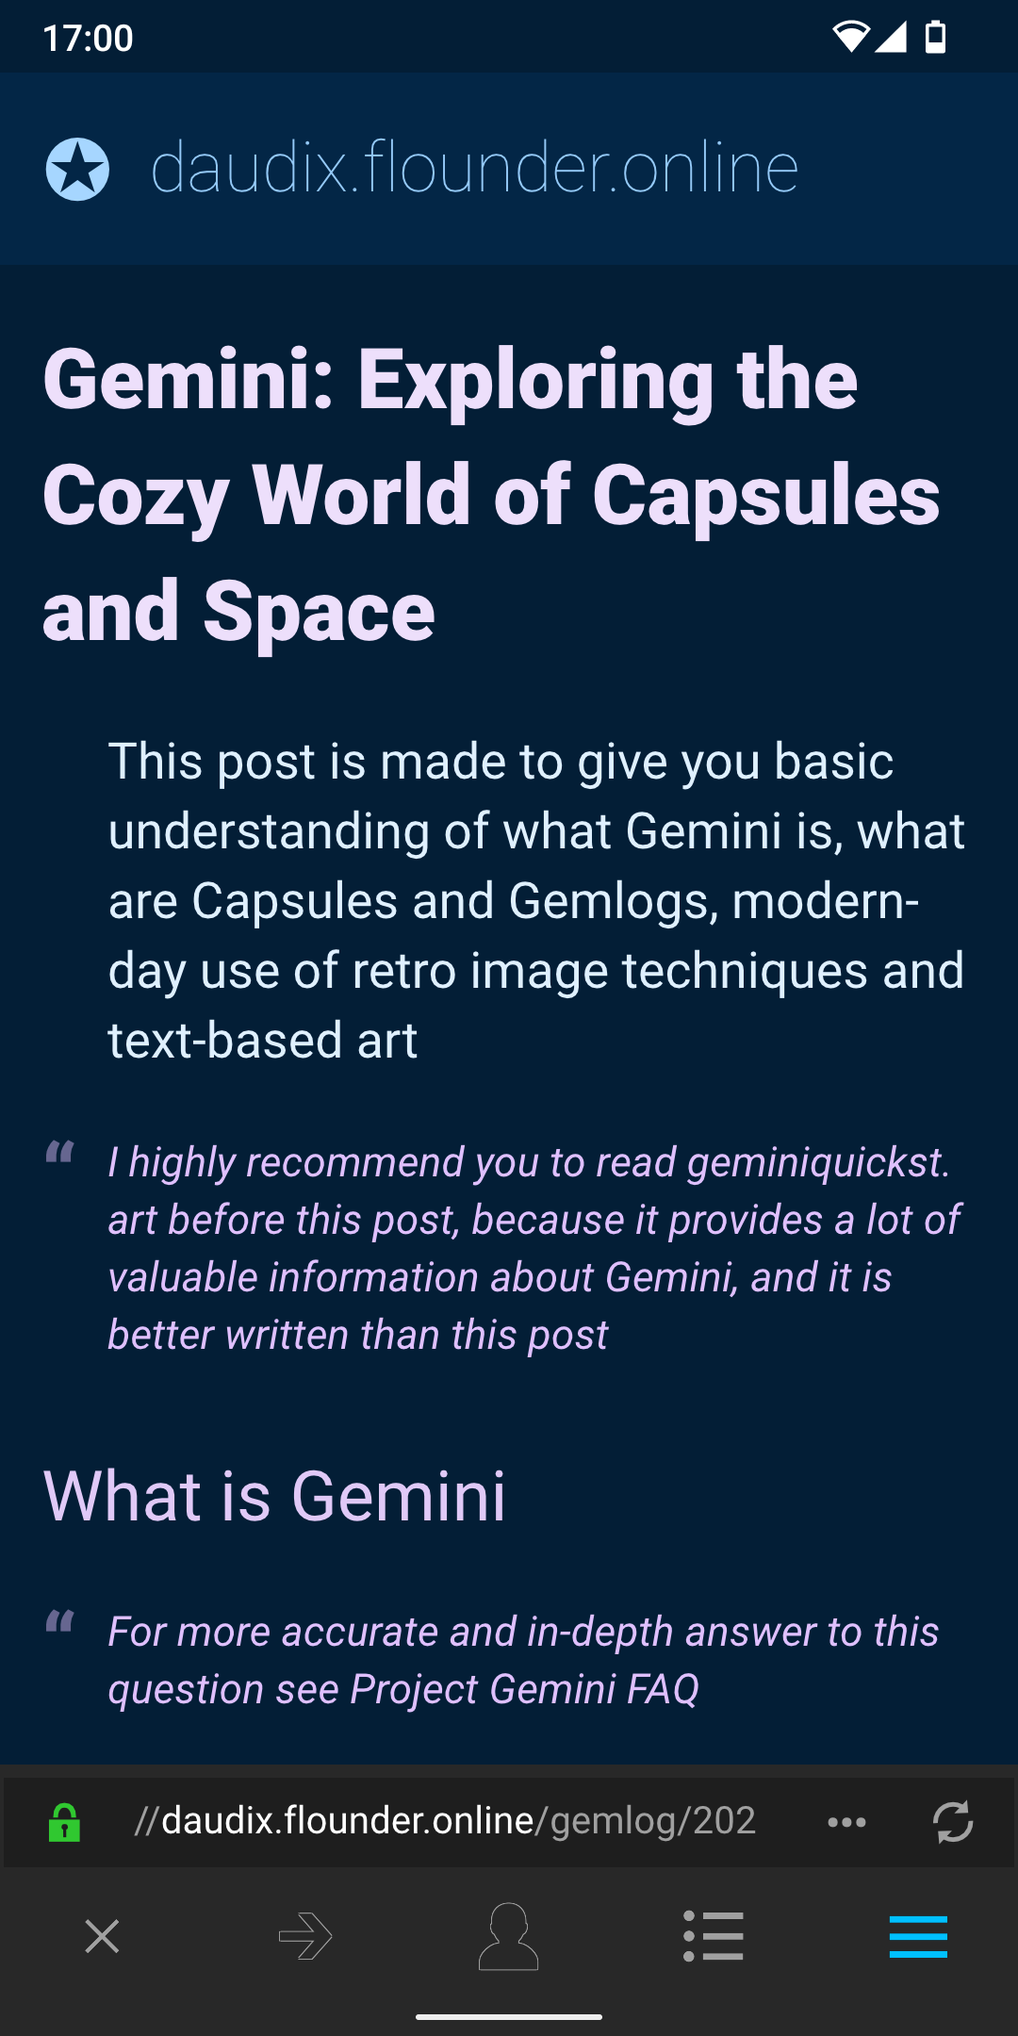 17:00
daudix.flounder.online
Gemini: Exploring the
Cozy World of Capsules
and Space
This post is made to give you basic
understanding of what Gemini is, what
are Capsules and Gemlogs, modern-
day use of retro image techniques and
text-based art
“ I highly recommend you to read geminiquickst.
art before this post, because it provides a lot of
valuable information about Gemini, and it is
better written than this post
What is Gemini
“ For more accurate and in-depth answer to this
question see Project Gemini FAQ
//daudix.flounder.online/gemlog/202